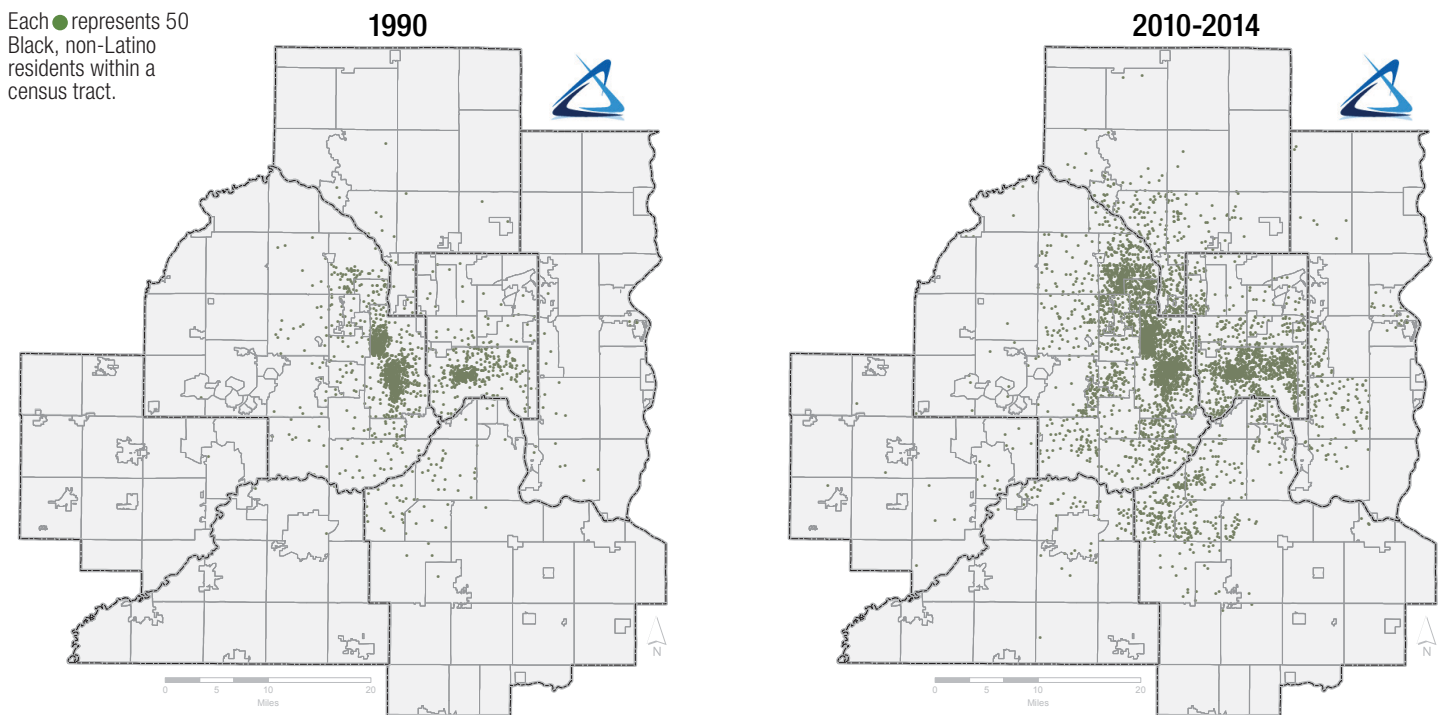 Each ● represents 50
Black, non-Latino
residents within a
census tract.
1990
N
0 5 10 20
Miles
2010-2014
N
0 5 10 20
Miles